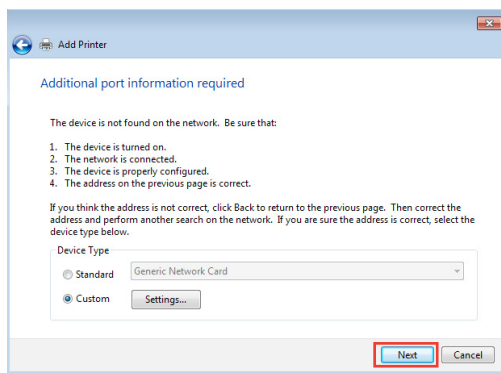 Add Printer
Additional port information required
The device is not found on the network. Be sure that:
1. The device is turned on.
2. The network is connected.
3. The device is properly configured.
4. The address on the previous page is correct.
If you think the address is not correct, click Back to return to the previous page. Then correct the
address and perform another search on the network. If you are sure the address is correct, select the
device type below.
Device Type
Standard Generic Network Card
Custom Settings...
Next Cancel